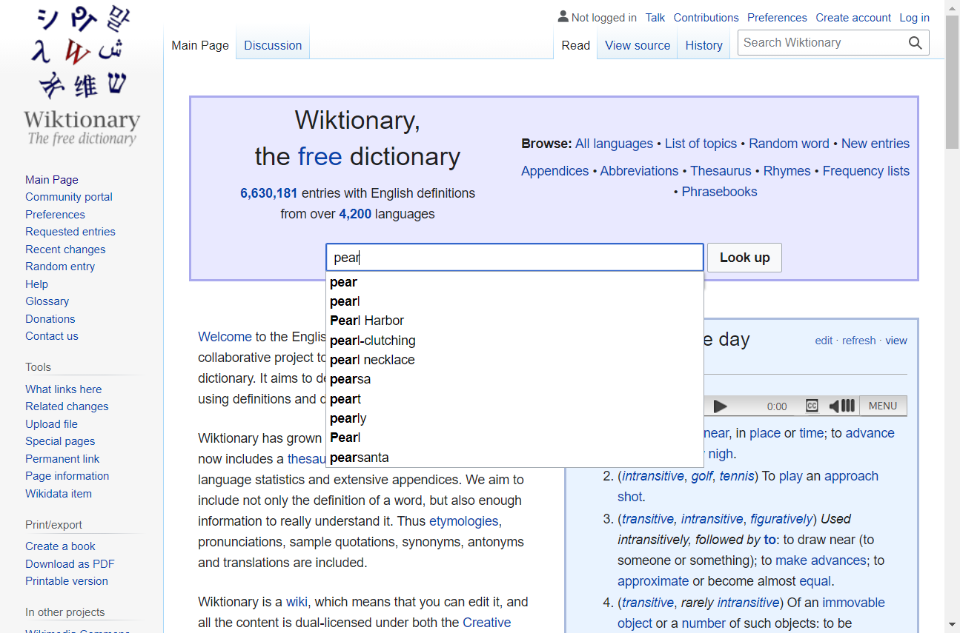 Wiktionary
The free dictionary
Not logged in Talk Contributions Preferences Create account Log in
Main Page Discussion Read View source History Search Wiktionary
Main Page
Community portal
Preferences
Requested entries
Recent changes
Random entry
Help
Glossary
Donations
Contact us
Tools
What links here
Related changes
Upload file
Special pages
Permanent link
Page information
Wikidata item
Print/export
Create a book
Download as PDF
Printable version
In other projects
Wiktionary,
the free dictionary
6,630,181 entries with English definitions
from over 4,200 languages
Browse: All languages • List of topics • Random word • New entries
Appendices • Abbreviations • Thesaurus • Rhymes • Frequency lists
• Phrasebooks
pear
Look up
pear
pearl
Pearl Harbor
pearl-clutching
pearl necklace
pearsa
peart
pearly
Pearl
pearsanta
Welcome to the Englis
collaborative project to
dictionary. It aims to de
using definitions and d
Wiktionary has grown
now includes a thesau
language statistics and extensive appendices. We aim to
include not only the definition of a word, but also enough
information to really understand it. Thus etymologies,
pronunciations, sample quotations, synonyms, antonyms
and translations are included.
Wiktionary is a wiki, which means that you can edit it, and
all the content is dual-licensed under both the Creative
e day
edit · refresh · view
0:00 CC MENU
near, in place or time; to advance
nigh.
2. (intransitive, golf, tennis) To play an approach
shot.
3. (transitive, intransitive, figuratively) Used
intransitively, followed by to: to draw near (to
someone or something); to make advances; to
approximate or become almost equal.
4. (transitive, rarely intransitive) Of an immovable
object or a number of such objects: to be